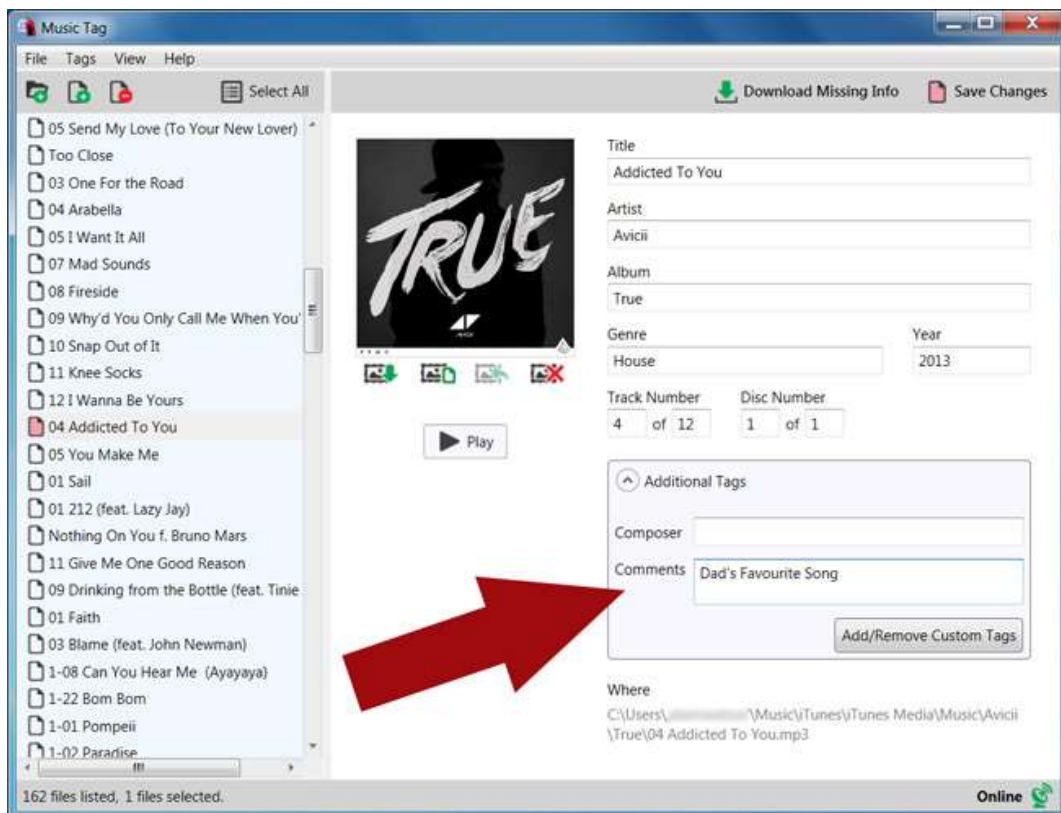 Music Tag
File Tags View Help
Select All
Download Missing Info
Save Changes
05 Send My Love (To Your New Lover)
Too Close
03 One For the Road
04 Arabella
05 I Want It All
07 Mad Sounds
08 Fireside
09 Why'd You Only Call Me When You'
10 Snap Out of It
11 Knee Socks
12 I Wanna Be Yours
04 Addicted To You
05 You Make Me
01 Sail
01 212 (feat. Lazy Jay)
Nothing On You f. Bruno Mars
11 Give Me One Good Reason
09 Drinking from the Bottle (feat. Tinie
01 Faith
03 Blame (feat. John Newman)
1-08 Can You Hear Me (Ayayaya)
1-22 Bom Bom
1-01 Pompeii
1-02 Paradise
TRUE
AVICII
Play
Title
Addicted To You
Artist
Avicii
Album
True
Genre Year
House 2013
Track Number Disc Number
4 of 12 1 of 1
Additional Tags
Composer
Comments Dad's Favourite Song
Add/Remove Custom Tags
Where
C:\Users\ \Music\iTunes\iTunes Media\Music\Avicii
\True\04 Addicted To You.mp3
162 files listed, 1 files selected.
Online